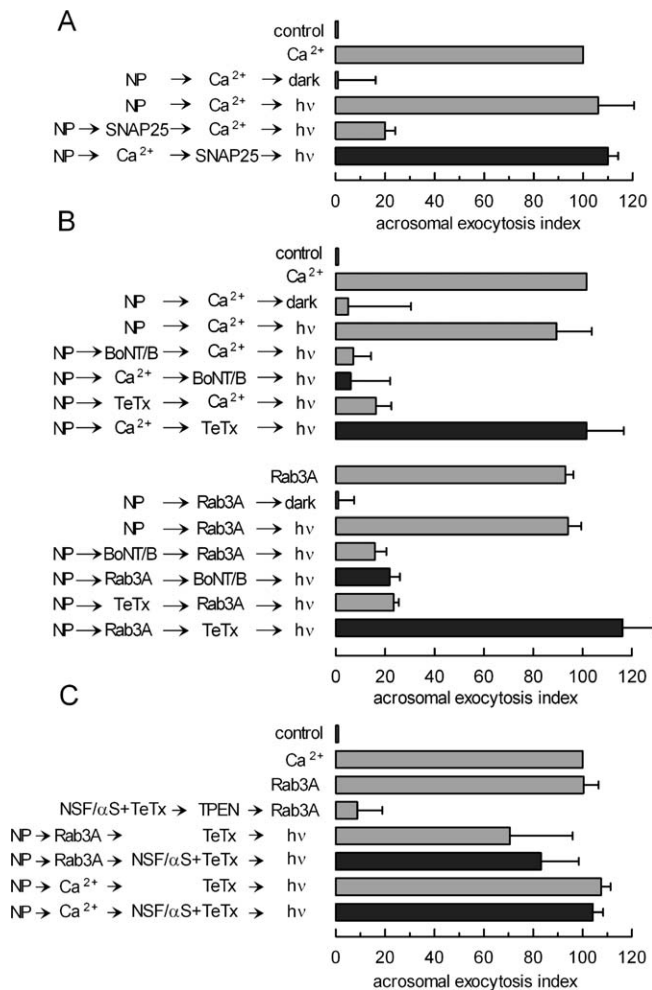 A
control
Ca2+
NP → Ca2+ → dark
NP → Ca2+ → hν
NP → SNAP25 → Ca2+ → hν
NP → Ca2+ → SNAP25 → hν
0 20 40 60 80 100 120
acrosomal exocytosis index
B
control
Ca2+
NP → Ca2+ → dark
NP → Ca2+ → hν
NP → BoNT/B → Ca2+ → hν
NP → Ca2+ → BoNT/B → hν
NP → TeTx → Ca2+ → hν
NP → Ca2+ → TeTx → hν
Rab3A
NP → Rab3A → dark
NP → Rab3A → hν
NP → BoNT/B → Rab3A → hν
NP → Rab3A → BoNT/B → hν
NP → TeTx → Rab3A → hν
NP → Rab3A → TeTx → hν
0 20 40 60 80 100 120
acrosomal exocytosis index
C
control
Ca2+
Rab3A
NSF/αS+TeTx → TPEN → Rab3A
NP → Rab3A → TeTx → hν
NP → Rab3A → NSF/αS+TeTx → hν
NP → Ca2+ → TeTx → hν
NP → Ca2+ → NSF/αS+TeTx → hν
0 20 40 60 80 100 120
acrosomal exocytosis index